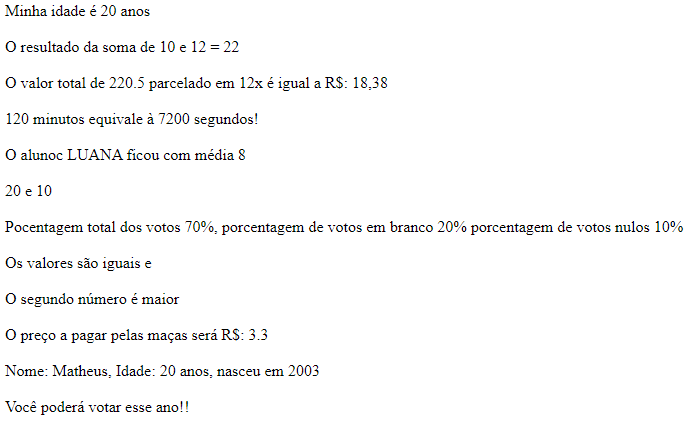 Minha idade é 20 anos
O resultado da soma de 10 e 12 = 22
O valor total de 220.5 parcelado em 12x é igual a R$: 18,38
120 minutos equivale à 7200 segundos!
O alunoc LUANA ficou com média 8
20 e 10
Pocentagem total dos votos 70%, porcentagem de votos em branco 20% porcentagem de votos nulos 10%
Os valores são iguais e
O segundo número é maior
O preço a pagar pelas maças será R$: 3.3
Nome: Matheus, Idade: 20 anos, nasceu em 2003
Você poderá votar esse ano!!